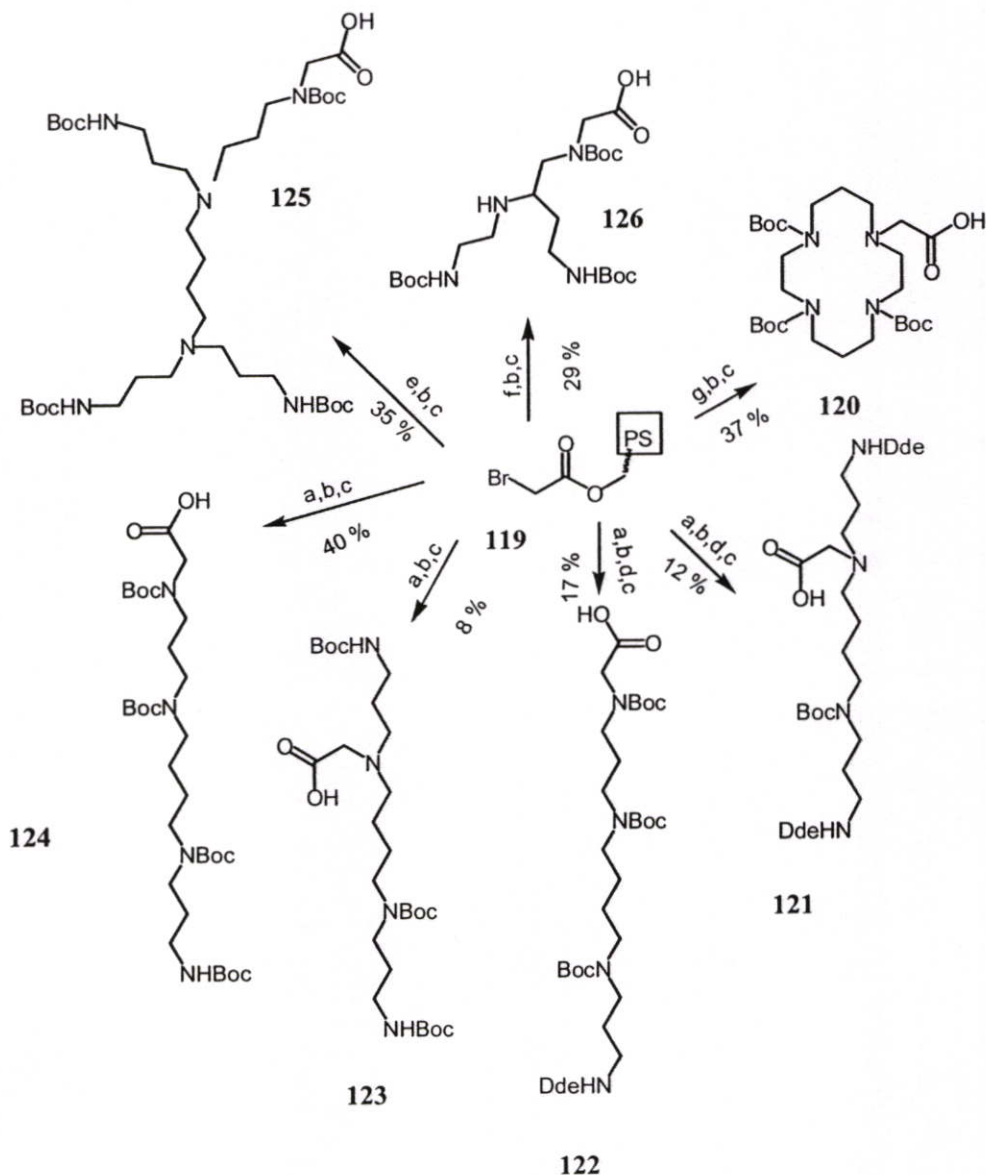 OH
O
N
Boc
BocHN
125
N
N
BocHN
NHBoc
OH
O
N
Boc
HN
126
BocHN
NHBoc
BocN
N
OH
O
BocN
N
Boc
120
e,b,c
35 %
f,b,c
29 %
g,b,c
37 %
PS
O
Br
O
119
a,b,c
40 %
a,b,c
8 %
a,b,d,c
17 %
a,b,d,c
12 %
OH
O
BocN
BocN
NBoc
NHBoc
124
BocHN
O
OH
N
NBoc
NHBoc
123
HO
O
NBoc
NBoc
BocN
DdeHN
122
NHDde
O
OH
N
BocN
DdeHN
121